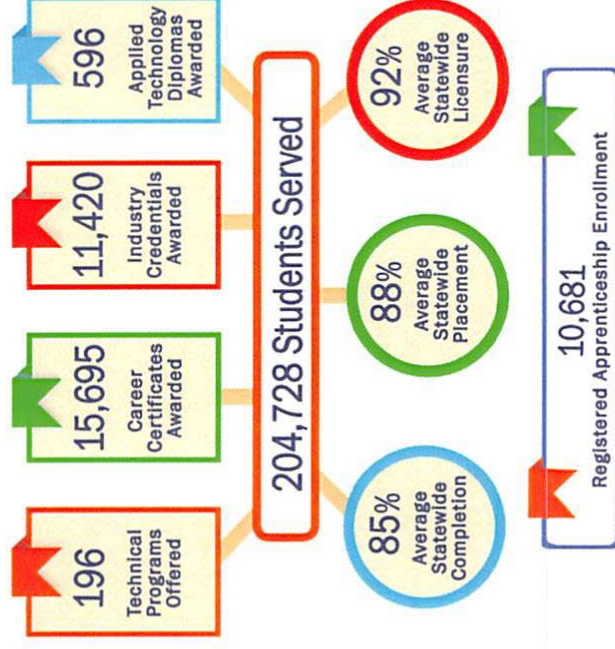 196
Technical
Programs
Offered
15,695
Career
Certificates
Awarded
11,420
Industry
Credentials
Awarded
596
Applied
Technology
Diplomas
Awarded
204,728 Students Served
85%
Average
Statewide
Completion
88%
Average
Statewide
Placement
92%
Average
Statewide
Licensure
10,681
Registered Apprenticeship Enrollment